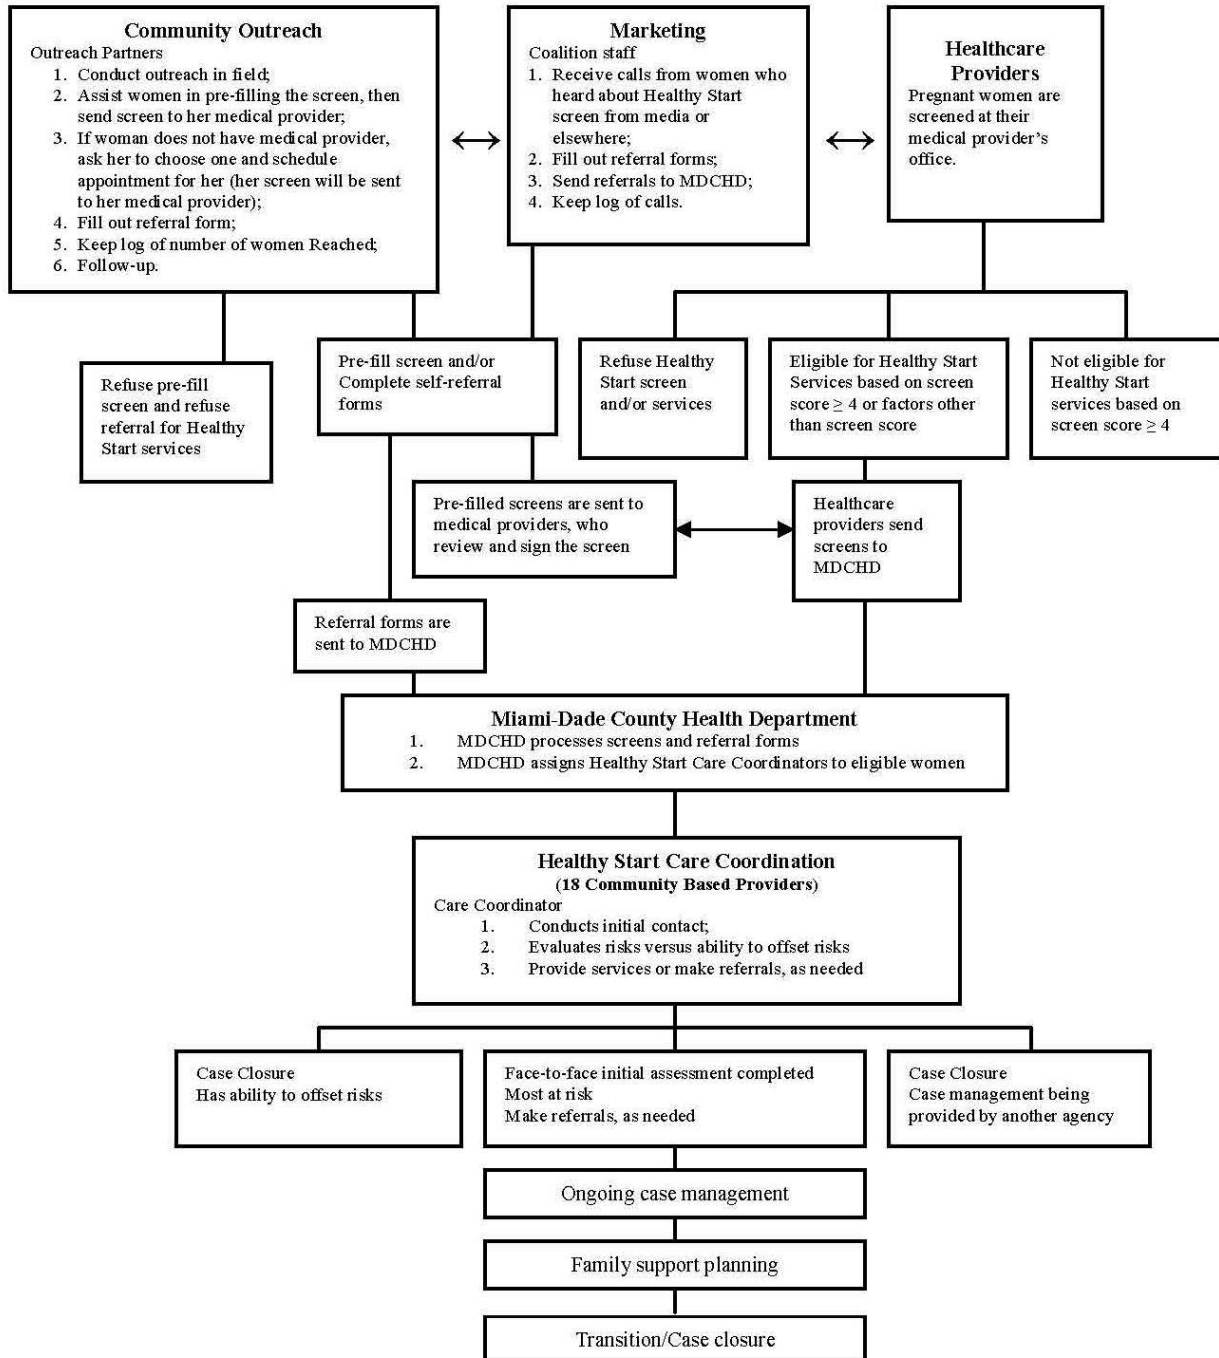 Community Outreach
Outreach Partners
1. Conduct outreach in field;
2. Assist women in pre-filling the screen, then
send screen to her medical provider;
3. If woman does not have medical provider,
ask her to choose one and schedule
appointment for her (her screen will be sent
to her medical provider);
4. Fill out referral form;
5. Keep log of number of women Reached;
6. Follow-up.
Marketing
Coalition staff
1. Receive calls from women who
heard about Healthy Start
screen from media or
elsewhere;
2. Fill out referral forms;
3. Send referrals to MDCHD;
4. Keep log of calls.
Healthcare
Providers
Pregnant women are
screened at their
medical provider's
office.
Refuse pre-fill
screen and refuse
referral for Healthy
Start services
Pre-fill screen and/or
Complete self-referral
forms
Refuse Healthy
Start screen
and/or services
Eligible for Healthy Start
Services based on screen
score ≥ 4 or factors other
than screen score
Not eligible for
Healthy Start
services based on
screen score ≥ 4
Pre-filled screens are sent to
medical providers, who
review and sign the screen
Healthcare
providers send
screens to
MDCHD
Referral forms are
sent to MDCHD
Miami-Dade County Health Department
1. MDCHD processes screens and referral forms
2. MDCHD assigns Healthy Start Care Coordinators to eligible women
Healthy Start Care Coordination
(18 Community Based Providers)
Care Coordinator
1. Conducts initial contact;
2. Evaluates risks versus ability to offset risks
3. Provide services or make referrals, as needed
Case Closure
Has ability to offset risks
Face-to-face initial assessment completed
Most at risk
Make referrals, as needed
Case Closure
Case management being
provided by another agency
Ongoing case management
Family support planning
Transition/Case closure